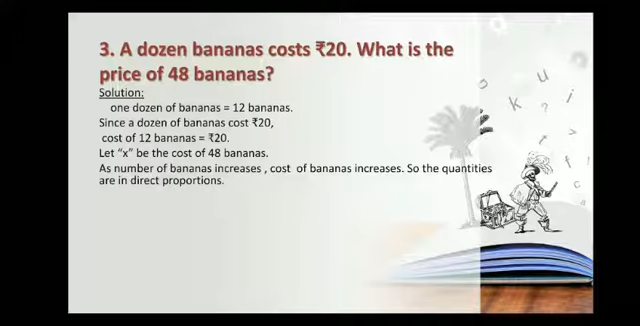 3. A dozen bananas costs ₹20. What is the
price of 48 bananas?
Solution:
one dozen of bananas = 12 bananas.
Since a dozen of bananas cost ₹20,
cost of 12 bananas = ₹20.
Let “x” be the cost of 48 bananas.
As number of bananas increases , cost of bananas increases. So the quantities
are in direct proportions.